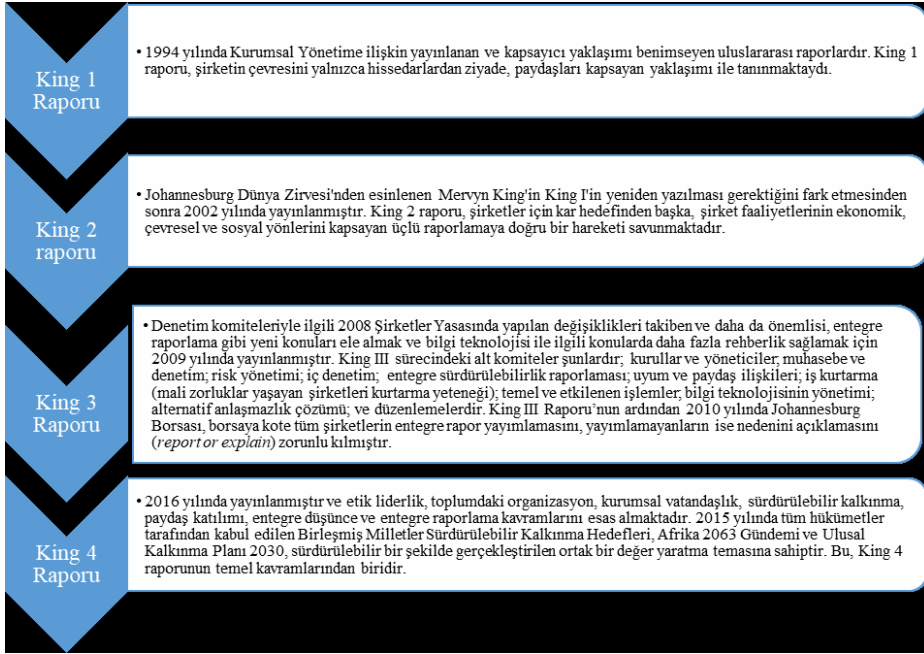 King 1
Raporu
• 1994 yılında Kurumsal Yönetime ilişkin yayınlanan ve kapsayıcı yaklaşımı benimseyen uluslararası raporlardır. King 1
raporu, şirketin çevresini yalnızca hissedarlardan ziyade, paydaşları kapsayan yaklaşımı ile tanınmaktaydı.
King 2
raporu
• Johannesburg Dünya Zirvesi'nden esinlenen Mervyn King'in King I'in yeniden yazılması gerektiğini fark etmesinden
sonra 2002 yılında yayınlanmıştır. King 2 raporu, şirketler için kar hedefinden başka, şirket faaliyetlerinin ekonomik,
çevresel ve sosyal yönlerini kapsayan üçlü raporlamaya doğru bir hareketi savunmaktadır.
King 3
Raporu
• Denetim komiteleriyle ilgili 2008 Şirketler Yasasında yapılan değişiklikleri takiben ve daha da önemlisi, entegre
raporlama gibi yeni konuları ele almak ve bilgi teknolojisi ile ilgili konularda daha fazla rehberlik sağlamak için
2009 yılında yayınlanmıştır. King III sürecindeki alt komiteler şunlardır; kurullar ve yöneticiler; muhasebe ve
denetim; risk yönetimi; iç denetim; entegre sürdürülebilirlik raporlaması; uyum ve paydaş ilişkileri; iş kurtarma
(mali zorluklar yaşayan şirketleri kurtarma yeteneği); temel ve etkilenen işlemler; bilgi teknolojisinin yönetimi;
alternatif anlaşmazlık çözümü; ve düzenlemelerdir. King III Raporu’nun ardından 2010 yılında Johannesburg
Borsası, borsaya kote tüm şirketlerin entegre rapor yayımlamasını, yayımlamayanların ise nedenini açıklamasını
(report or explain) zorunlu kılmıştır.
King 4
Raporu
• 2016 yılında yayınlanmıştır ve etik liderlik, toplumdaki organizasyon, kurumsal vatandaşlık, sürdürülebilir kalkınma,
paydaş katılımı, entegre düşünce ve entegre raporlama kavramlarını esas almaktadır. 2015 yılında tüm hükümetler
tarafından kabul edilen Birleşmiş Milletler Sürdürülebilir Kalkınma Hedefleri, Afrika 2063 Gündemi ve Ulusal
Kalkınma Planı 2030, sürdürülebilir bir şekilde gerçekleştirilen ortak bir değer yaratma temasına sahiptir. Bu, King 4
raporunun temel kavramlarından biridir.